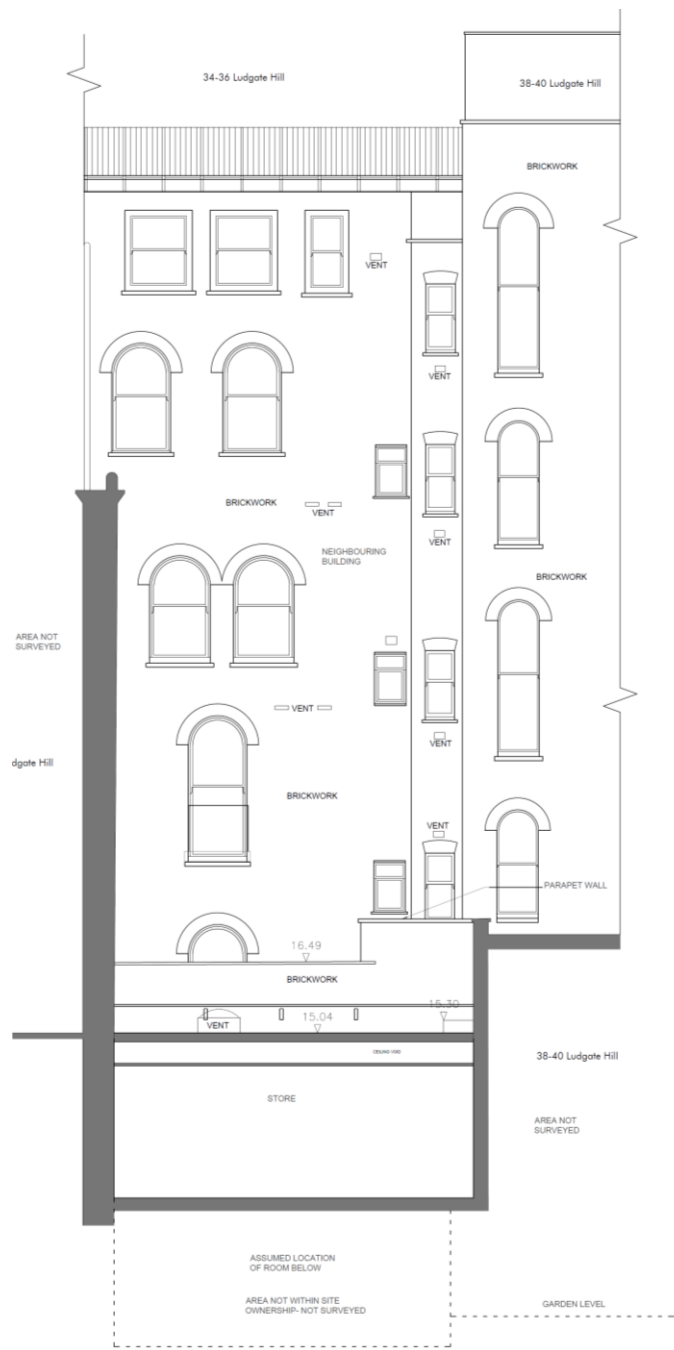 34-36 Ludgate Hill
38-40 Ludgate Hill
BRICKWORK
VENT
VENT
BRICKWORK
VENT
VENT
NEIGHBOURING
BUILDING
BRICKWORK
AREA NOT
SURVEYED
VENT
VENT
dgate Hill
BRICKWORK
VENT
PARAPET WALL
16.49
BRICKWORK
15.30
15.04
VENT
CEILING VOID
38-40 Ludgate Hill
STORE
AREA NOT
SURVEYED
ASSUMED LOCATION
OF ROOM BELOW
AREA NOT WITHIN SITE
OWNERSHIP- NOT SURVEYED
GARDEN LEVEL